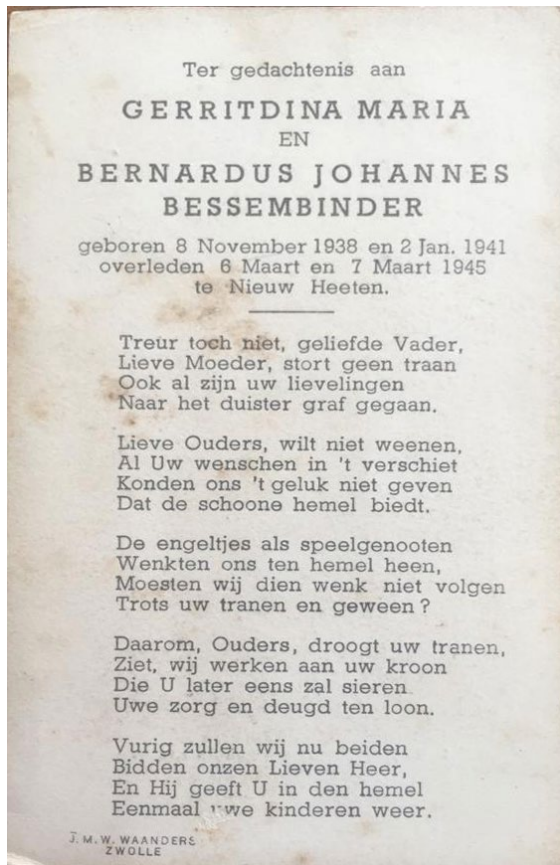 Ter gedachtenis aan
GERRITDINA MARIA
EN
BERNARDUS JOHANNES
BESSEMBINDER
geboren 8 November 1938 en 2 Jan. 1941
overleden 6 Maart en 7 Maart 1945
te Nieuw Heeten.
Treur toch niet, geliefde Vader,
Lieve Moeder, stort geen traan
Ook al zijn uw lievelingen
Naar het duister graf gegaan.
Lieve Ouders, wilt niet weenen,
Al Uw wenschen in 't verschiet
Konden ons 't geluk niet geven
Dat de schoone hemel biedt.
De engeltjes als speelgenooten
Wenkten ons ten hemel heen,
Moesten wij dien wenk niet volgen
Trots uw tranen en geween?
Daarom, Ouders, droogt uw tranen,
Ziet, wij werken aan uw kroon
Die U later eens zal sieren
Uwe zorg en deugd ten loon.
Vurig zullen wij nu beiden
Bidden onzen Lieven Heer,
En Hij geeft U in den hemel
Eenmaal uwe kinderen weer.
J. M. W. WAANDERS
ZWOLLE